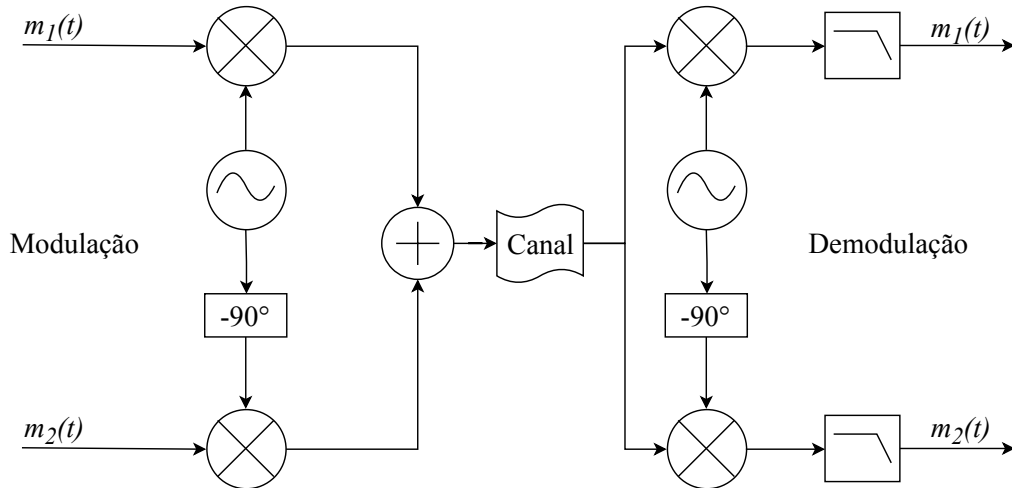 m1(t)
m1(t)
Modulação
Canal
Demodulação
-90°
-90°
m2(t)
m2(t)